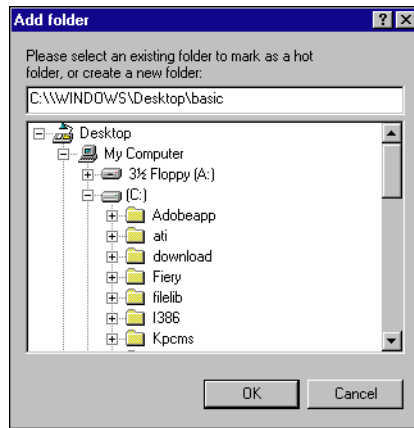 Add folder
Please select an existing folder to mark as a hot
folder, or create a new folder:
C:\\WINDOWS\Desktop\basic
Desktop
My Computer
3½ Floppy (A:)
(C:)
Adobeapp
ati
download
Fiery
filelib
I386
Kpcms
OK Cancel